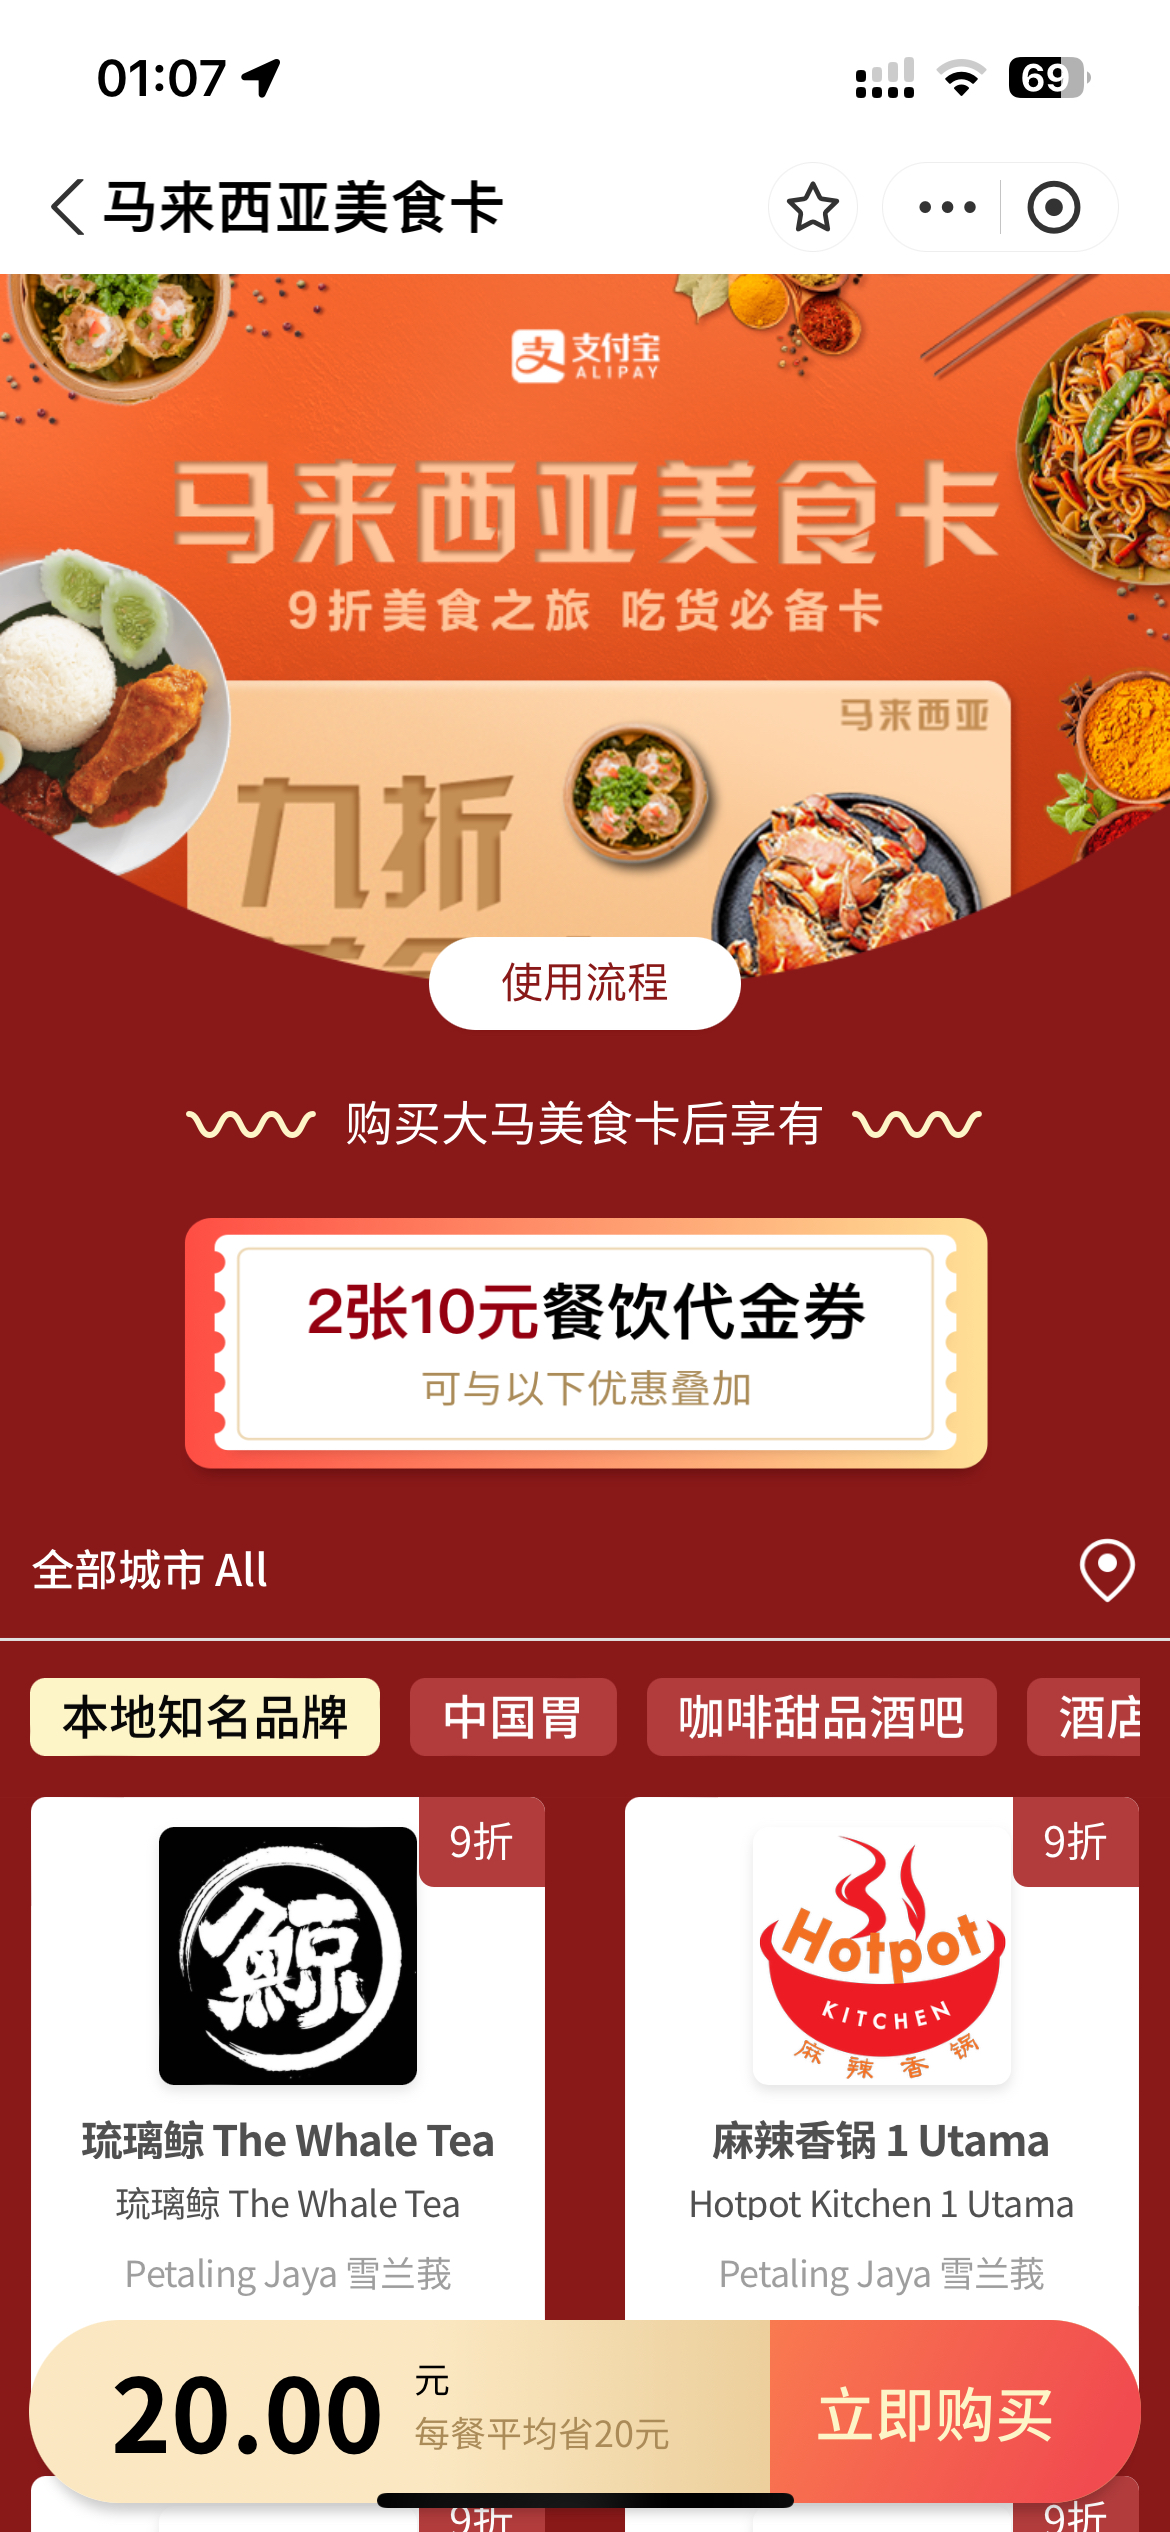 01:07
69
马来西亚美食卡
支 支付宝
ALIPAY
马来西亚美食卡
9折美食之旅 吃货必备卡
马来西亚
九折
使用流程
购买大马美食卡后享有
2张10元餐饮代金券
可与以下优惠叠加
全部城市 All
本地知名品牌 中国胃 咖啡甜品酒吧 酒店
9折
鲸
9折
Hotpot
KITCHEN
麻辣香锅
琉璃鲸 The Whale Tea
琉璃鲸 The Whale Tea
Petaling Jaya 雪兰莪
麻辣香锅 1 Utama
Hotpot Kitchen 1 Utama
Petaling Jaya 雪兰莪
20.00 元
每餐平均省20元
立即购买
9折
9折